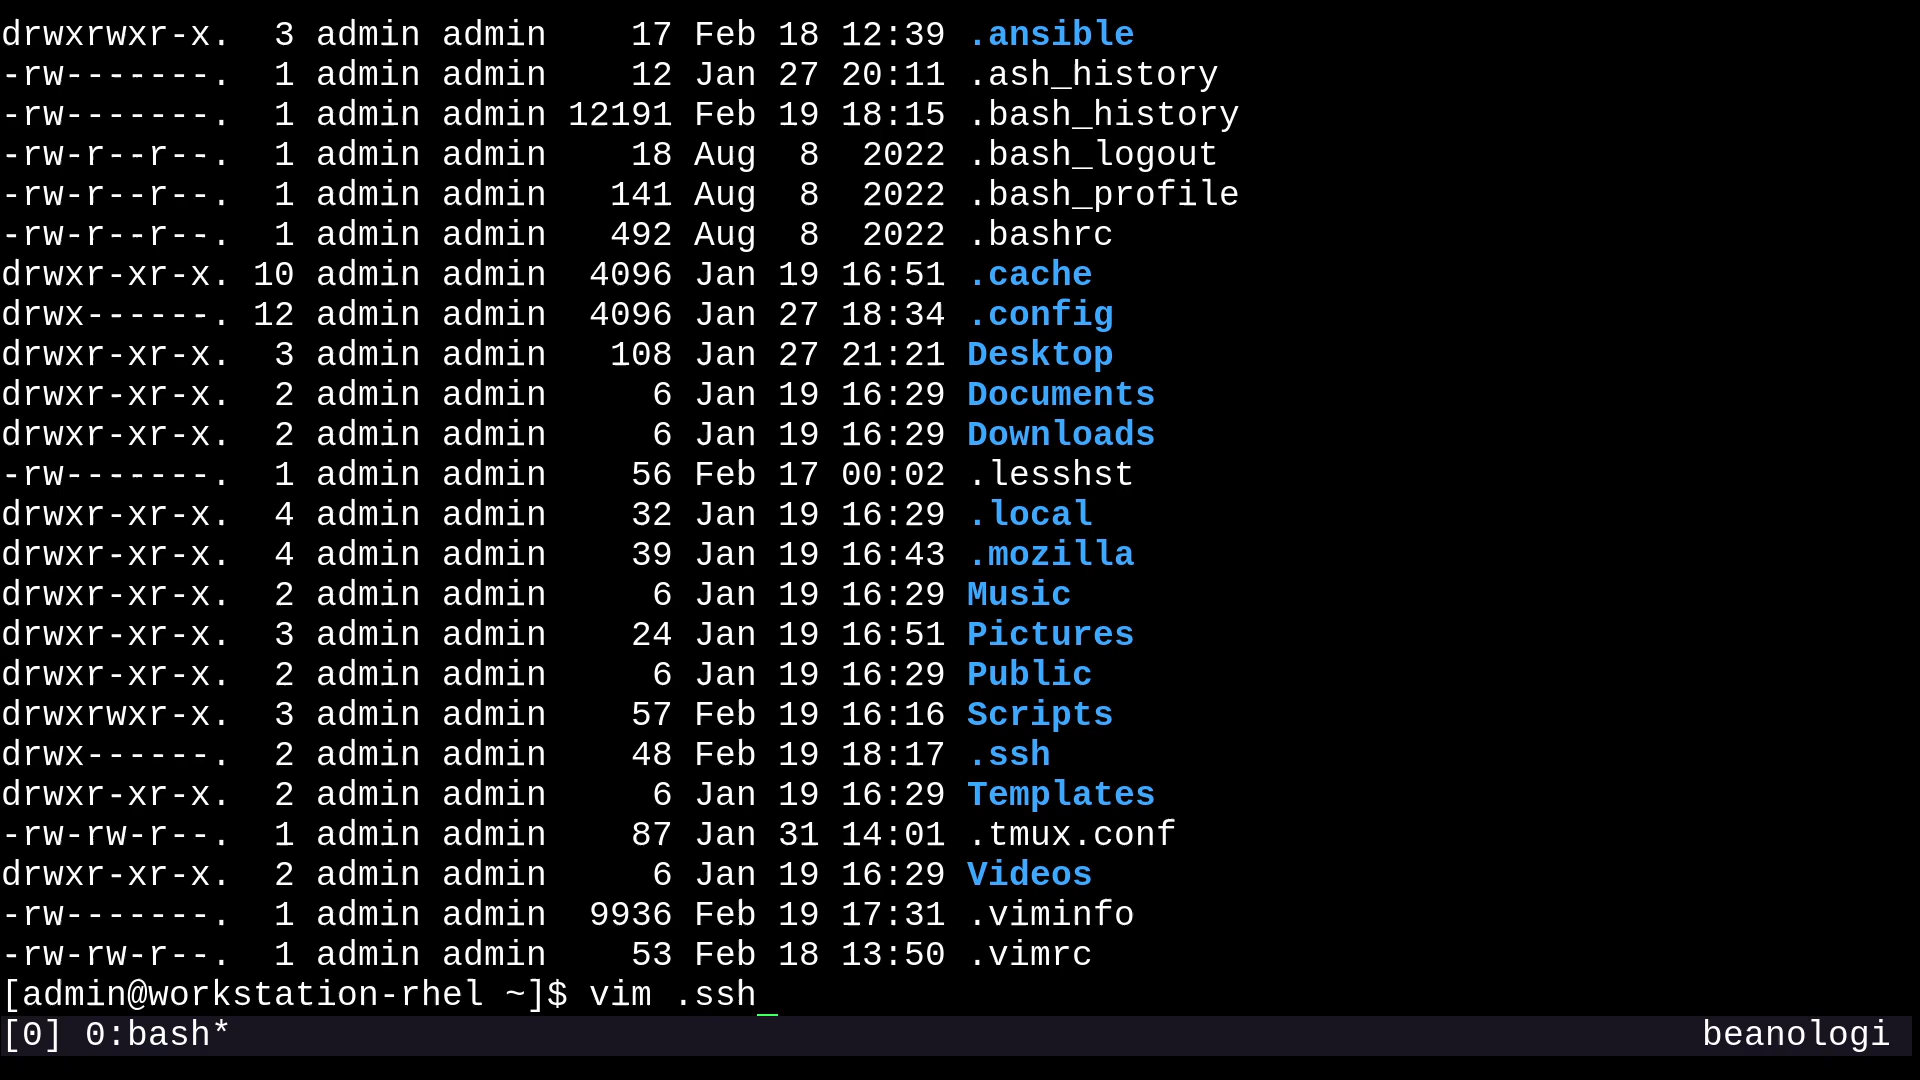 drwxrwxr-x.  3 admin admin    17 Feb 18 12:39 .ansible
-rw-------.  1 admin admin    12 Jan 27 20:11 .ash_history
-rw-------.  1 admin admin 12191 Feb 19 18:15 .bash_history
-rw-r--r--.  1 admin admin    18 Aug  8  2022 .bash_logout
-rw-r--r--.  1 admin admin   141 Aug  8  2022 .bash_profile
-rw-r--r--.  1 admin admin   492 Aug  8  2022 .bashrc
drwxr-xr-x. 10 admin admin  4096 Jan 19 16:51 .cache
drwx------. 12 admin admin  4096 Jan 27 18:34 .config
drwxr-xr-x.  3 admin admin   108 Jan 27 21:21 Desktop
drwxr-xr-x.  2 admin admin     6 Jan 19 16:29 Documents
drwxr-xr-x.  2 admin admin     6 Jan 19 16:29 Downloads
-rw-------.  1 admin admin    56 Feb 17 00:02 .lesshst
drwxr-xr-x.  4 admin admin    32 Jan 19 16:29 .local
drwxr-xr-x.  4 admin admin    39 Jan 19 16:43 .mozilla
drwxr-xr-x.  2 admin admin     6 Jan 19 16:29 Music
drwxr-xr-x.  3 admin admin    24 Jan 19 16:51 Pictures
drwxr-xr-x.  2 admin admin     6 Jan 19 16:29 Public
drwxrwxr-x.  3 admin admin    57 Feb 19 16:16 Scripts
drwx------.  2 admin admin    48 Feb 19 18:17 .ssh
drwxr-xr-x.  2 admin admin     6 Jan 19 16:29 Templates
-rw-rw-r--.  1 admin admin    87 Jan 31 14:01 .tmux.conf
drwxr-xr-x.  2 admin admin     6 Jan 19 16:29 Videos
-rw-------.  1 admin admin  9936 Feb 19 17:31 .viminfo
-rw-rw-r--.  1 admin admin    53 Feb 18 13:50 .vimrc
[admin@workstation-rhel ~]$ vim .ssh
[0] 0:bash* beanologi